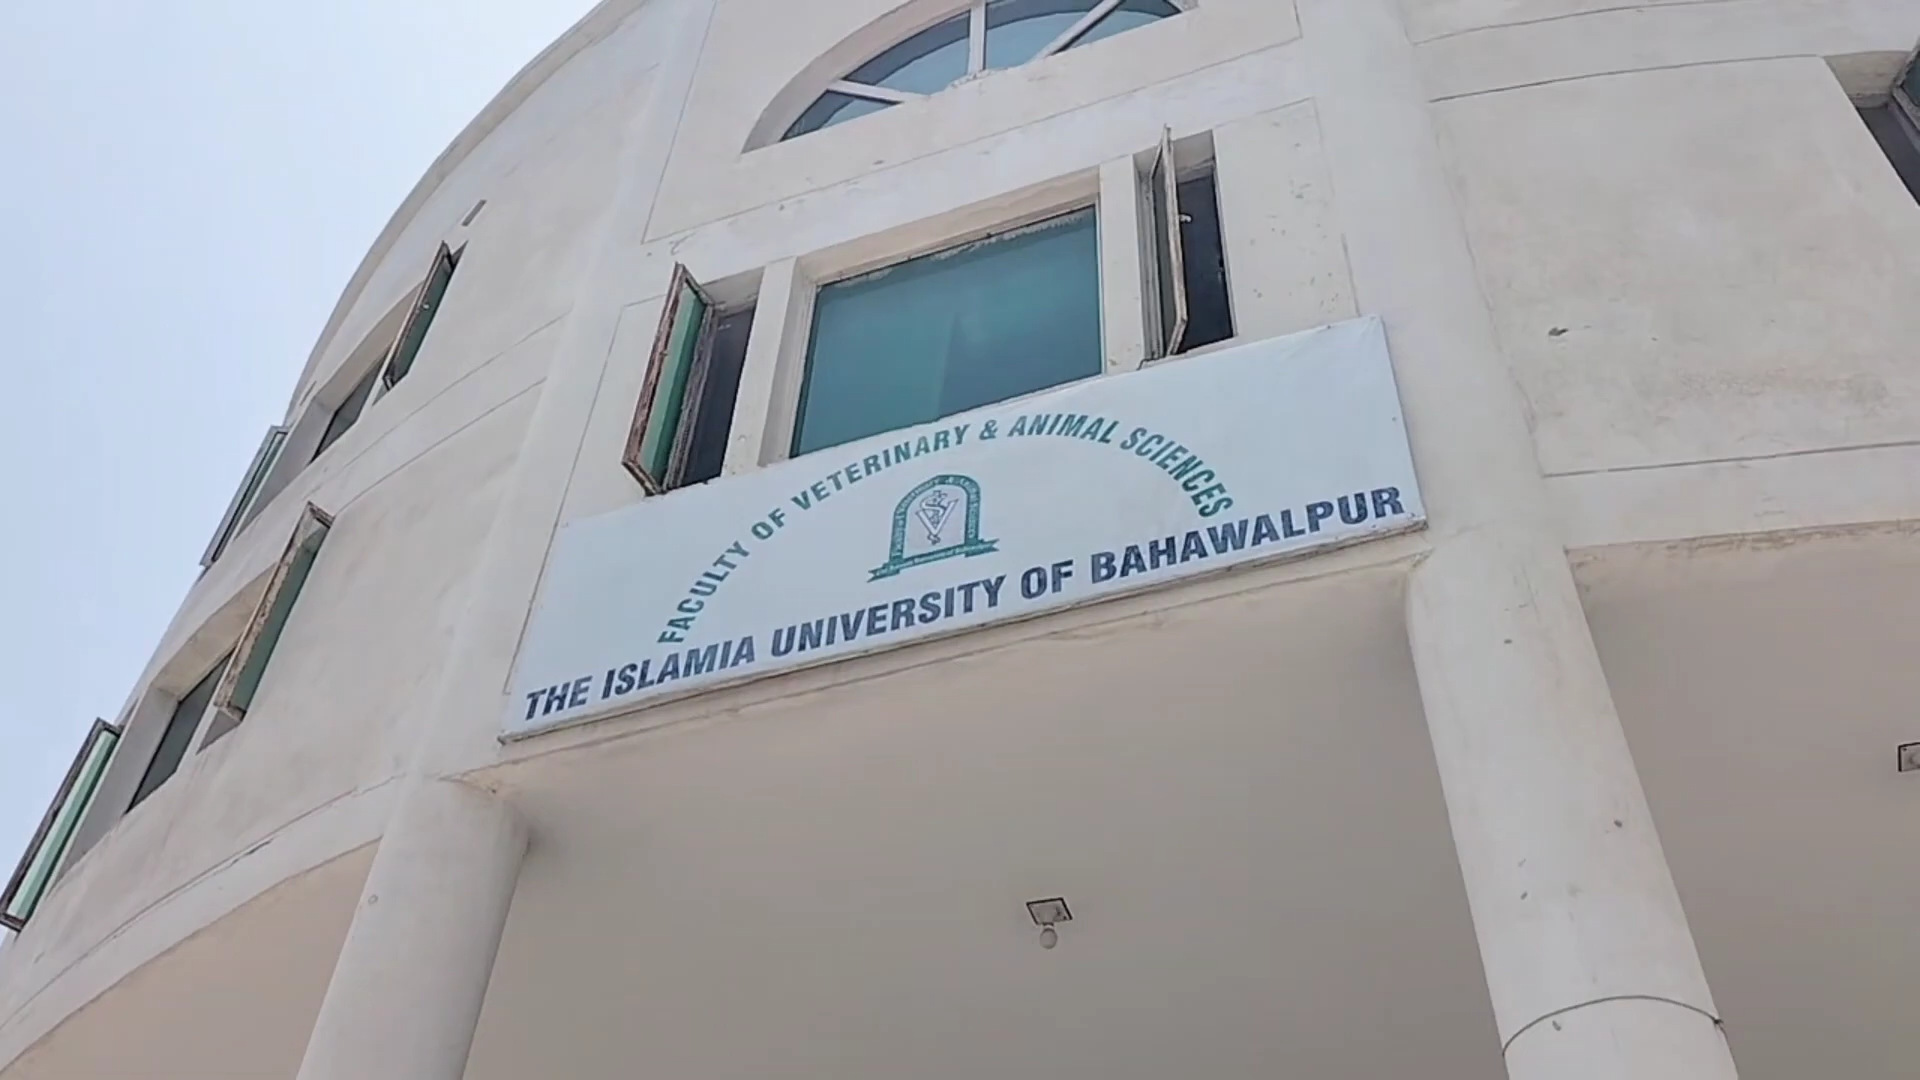 FACULTY OF VETERINARY & ANIMAL SCIENCES
THE ISLAMIA UNIVERSITY OF BAHAWALPUR